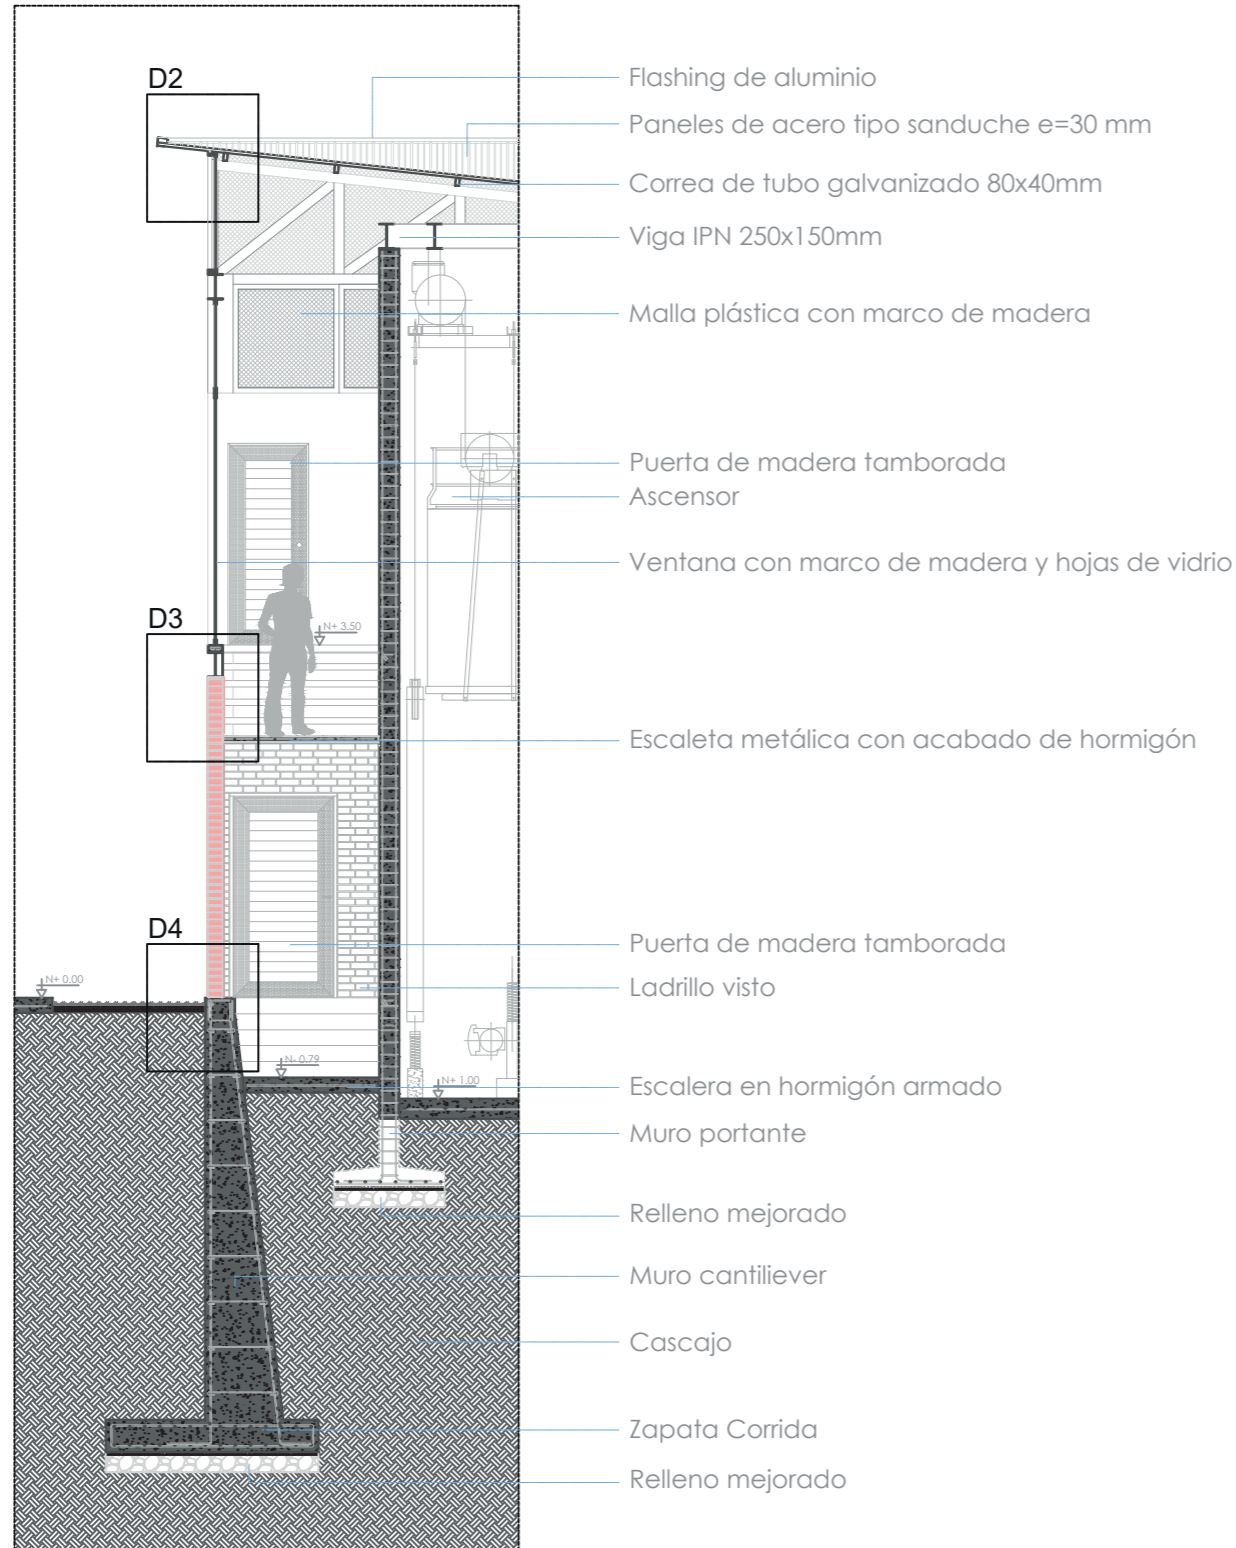 D2
Flashing de aluminio
Paneles de acero tipo sanduche e=30 mm
Correa de tubo galvanizado 80x40mm
Viga IPN 250x150mm
Malla plástica con marco de madera
Puerta de madera tamborada
Ascensor
Ventana con marco de madera y hojas de vidrio
D3
N+ 3.50
Escaleta metálica con acabado de hormigón
D4
Puerta de madera tamborada
N+ 0.00
Ladrillo visto
N- 0.79
N+ 1.00
Escalera en hormigón armado
Muro portante
Relleno mejorado
Muro cantiliever
Cascajo
Zapata Corrida
Relleno mejorado